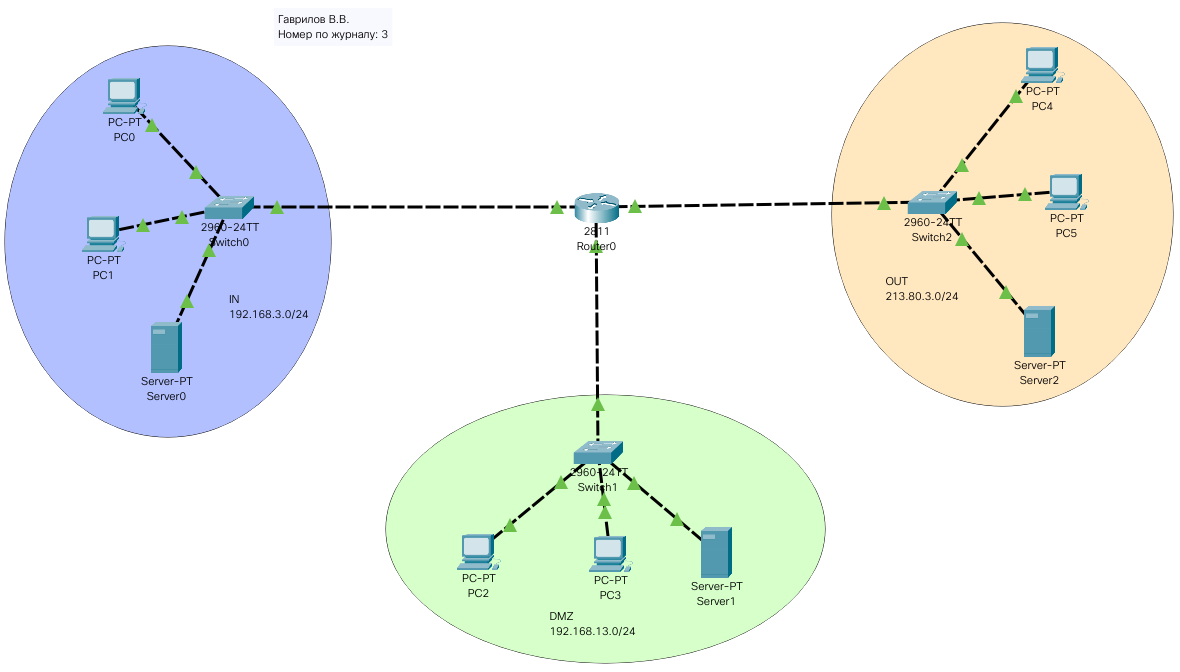 Гаврилов В.В.
Номер по журналу: 3
PC-PT
PC0
PC-PT
PC1
Server-PT
Server0
2960-24TT
Switch0
IN
192.168.3.0/24
2811
Router0
PC-PT
PC4
PC-PT
PC5
2960-24TT
Switch2
OUT
213.80.3.0/24
Server-PT
Server2
2960-24TT
Switch1
PC-PT
PC2
PC-PT
PC3
Server-PT
Server1
DMZ
192.168.13.0/24